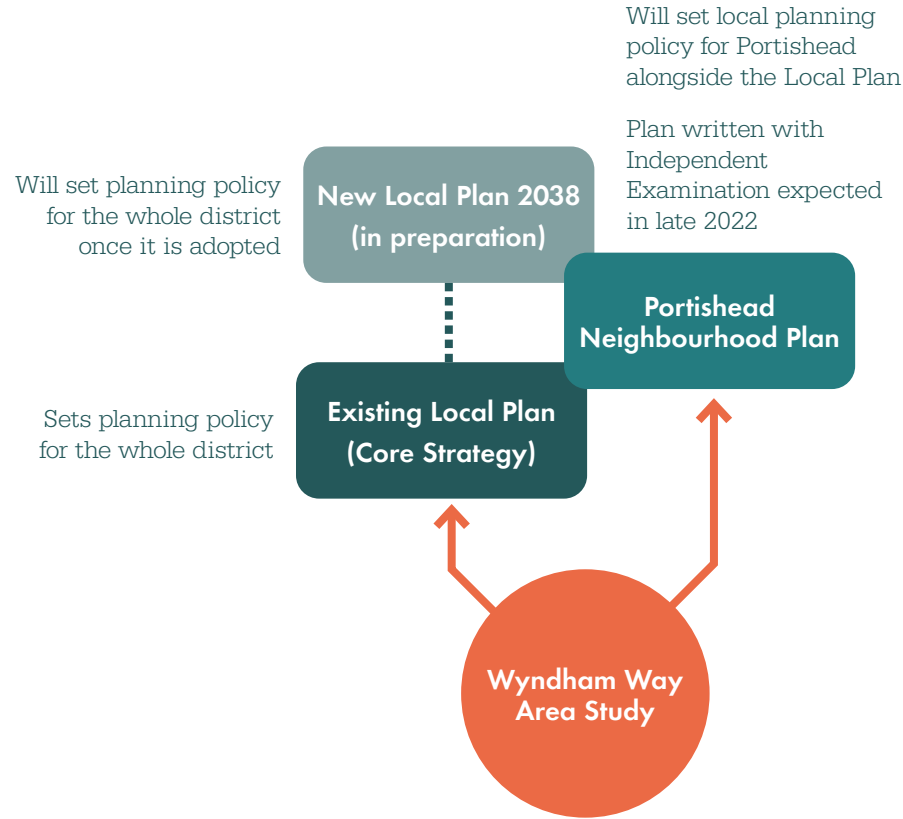 Will set local planning
policy for Portishead
alongside the Local Plan
Plan written with
Independent
Examination expected
in late 2022
Will set planning policy
for the whole district
once it is adopted
New Local Plan 2038
(in preparation)
Portishead
Neighbourhood Plan
Sets planning policy
for the whole district
Existing Local Plan
(Core Strategy)
Wyndham Way
Area Study